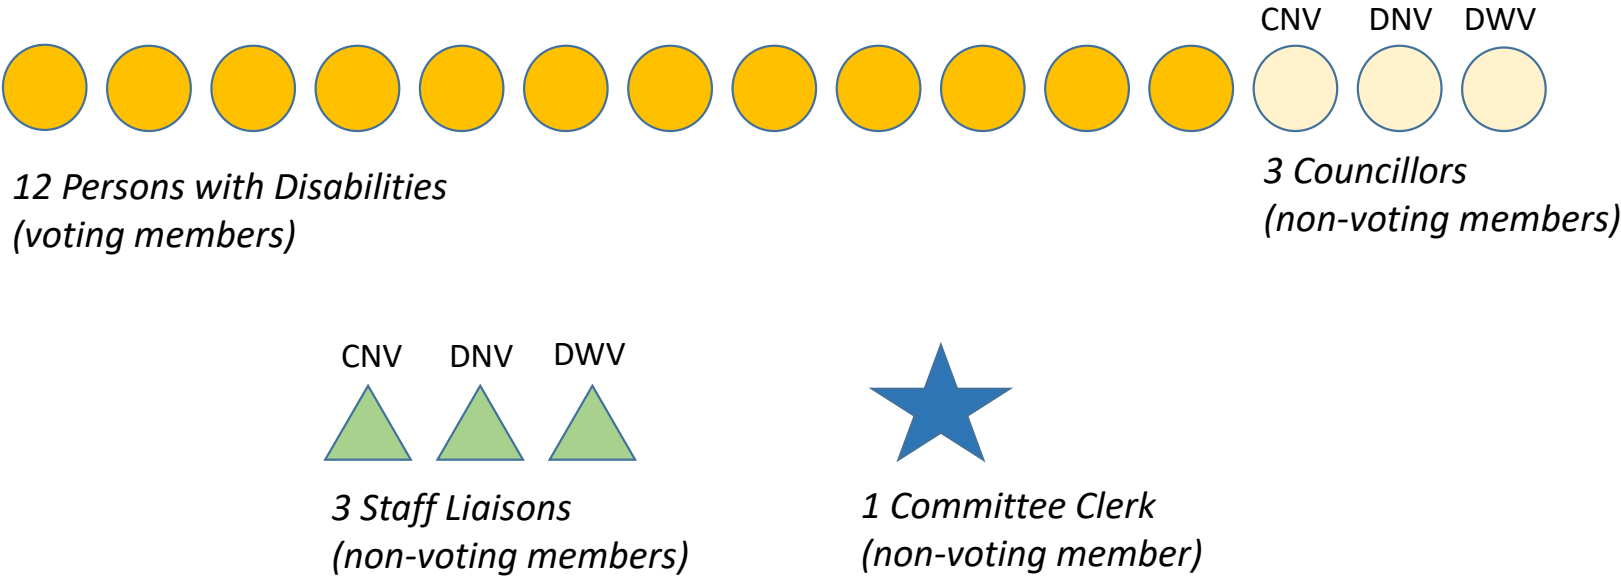 CNV DNV DWV
12 Persons with Disabilities
(voting members)
3 Councillors
(non-voting members)
CNV DNV DWV
3 Staff Liaisons
(non-voting members)
1 Committee Clerk
(non-voting member)